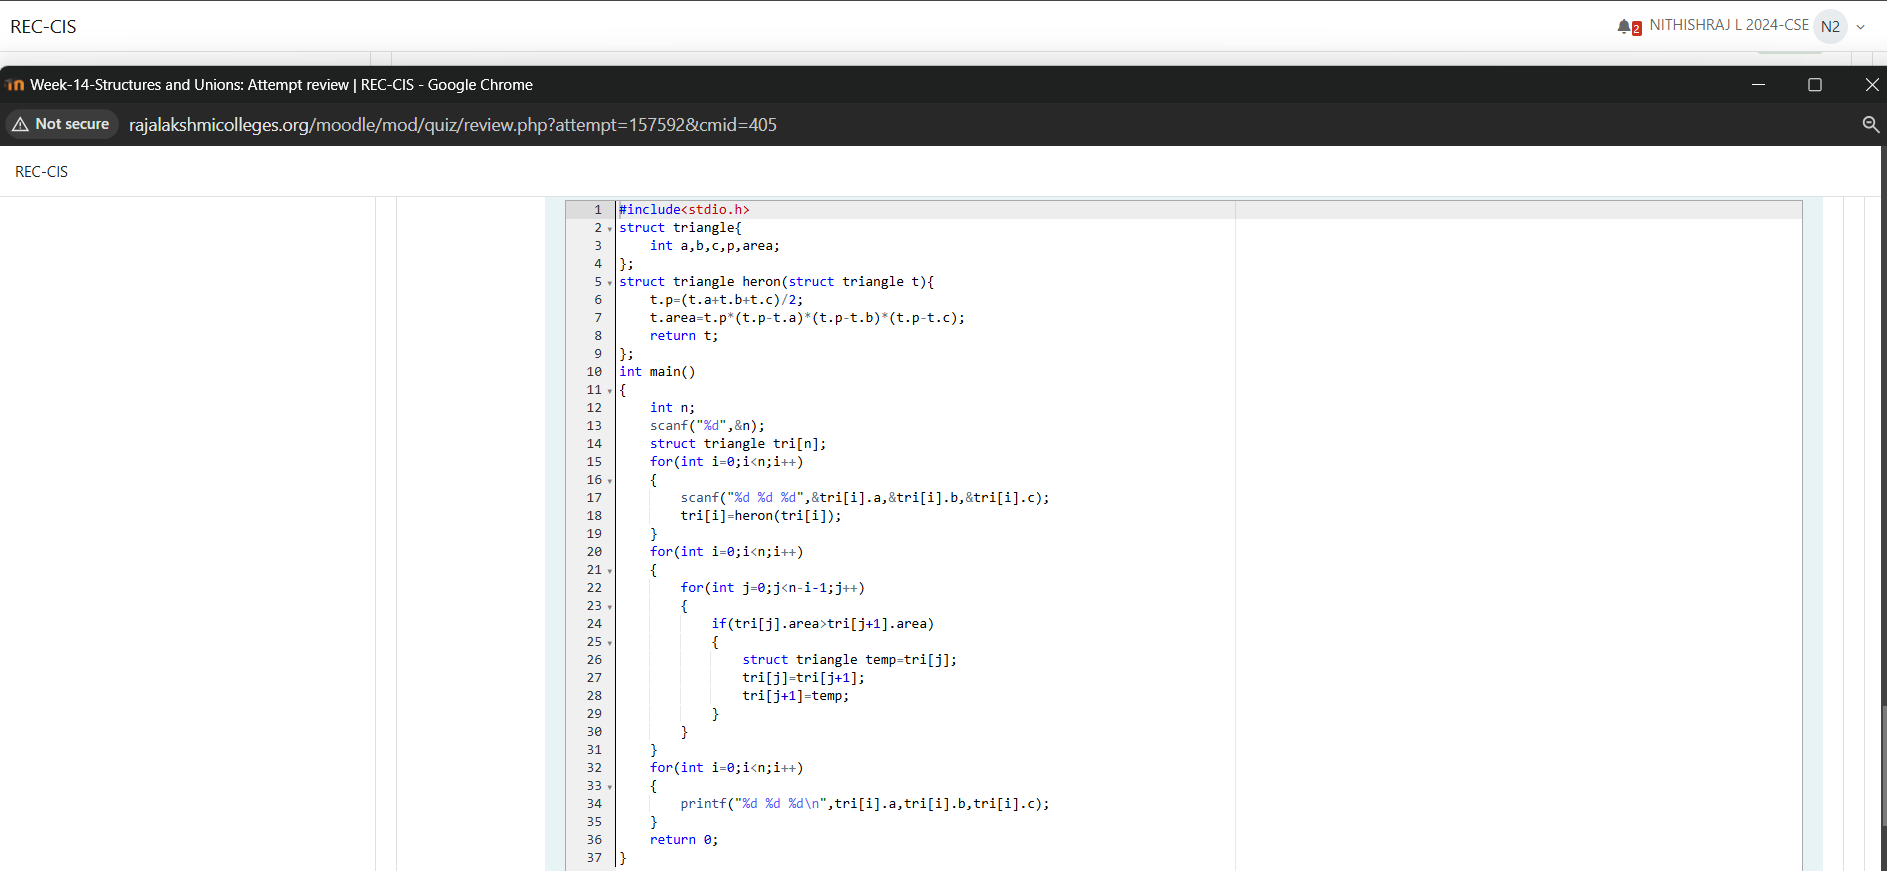 REC-CIS
2 NITHISHRAJ L 2024-CSE N2
Week-14-Structures and Unions: Attempt review | REC-CIS - Google Chrome
Not secure rajalakshmicolleges.org/moodle/mod/quiz/review.php?attempt=157592&cmid=405
REC-CIS
1 #include<stdio.h>
2 struct triangle{
3     int a,b,c,p,area;
4 };
5 struct triangle heron(struct triangle t){
6     t.p=(t.a+t.b+t.c)/2;
7     t.area=t.p*(t.p-t.a)*(t.p-t.b)*(t.p-t.c);
8     return t;
9 };
10 int main()
11 {
12     int n;
13     scanf("%d",&n);
14     struct triangle tri[n];
15     for(int i=0;i<n;i++)
16     {
17         scanf("%d %d %d",&tri[i].a,&tri[i].b,&tri[i].c);
18         tri[i]=heron(tri[i]);
19     }
20     for(int i=0;i<n;i++)
21     {
22         for(int j=0;j<n-i-1;j++)
23         {
24             if(tri[j].area>tri[j+1].area)
25             {
26                 struct triangle temp=tri[j];
27                 tri[j]=tri[j+1];
28                 tri[j+1]=temp;
29             }
30         }
31     }
32     for(int i=0;i<n;i++)
33     {
34         printf("%d %d %d\n",tri[i].a,tri[i].b,tri[i].c);
35     }
36     return 0;
37 }